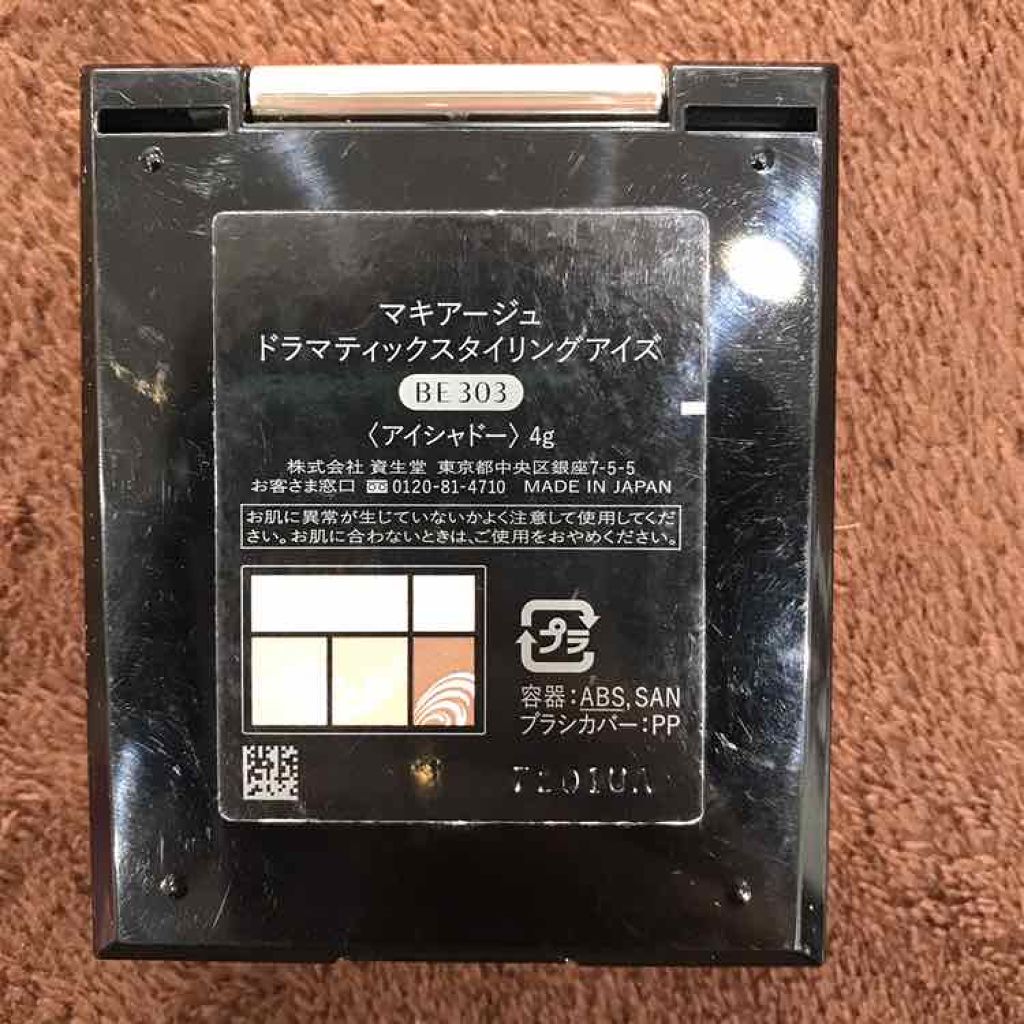 マキアージュ
ドラマティックスタイリングアイズ
BE 303
〈アイシャドー〉4g
株式会社 資生堂 東京都中央区銀座7-5-5
お客さま窓口 0120-81-4710 MADE IN JAPAN
お肌に異常が生じていないかよく注意して使用してくだ
さい。お肌に合わないときは、ご使用をおやめください。
プラ
容器：ABS, SAN
ブラシカバー：PP